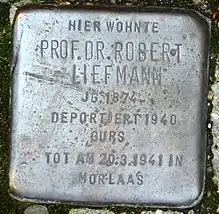 HIER WOHNTE
PROF. DR. ROBERT
LIEFMANN
JG. 1874
DEPORTIERT 1940
GURS
TOT AM 20.3.1941 IN
MORLAAS